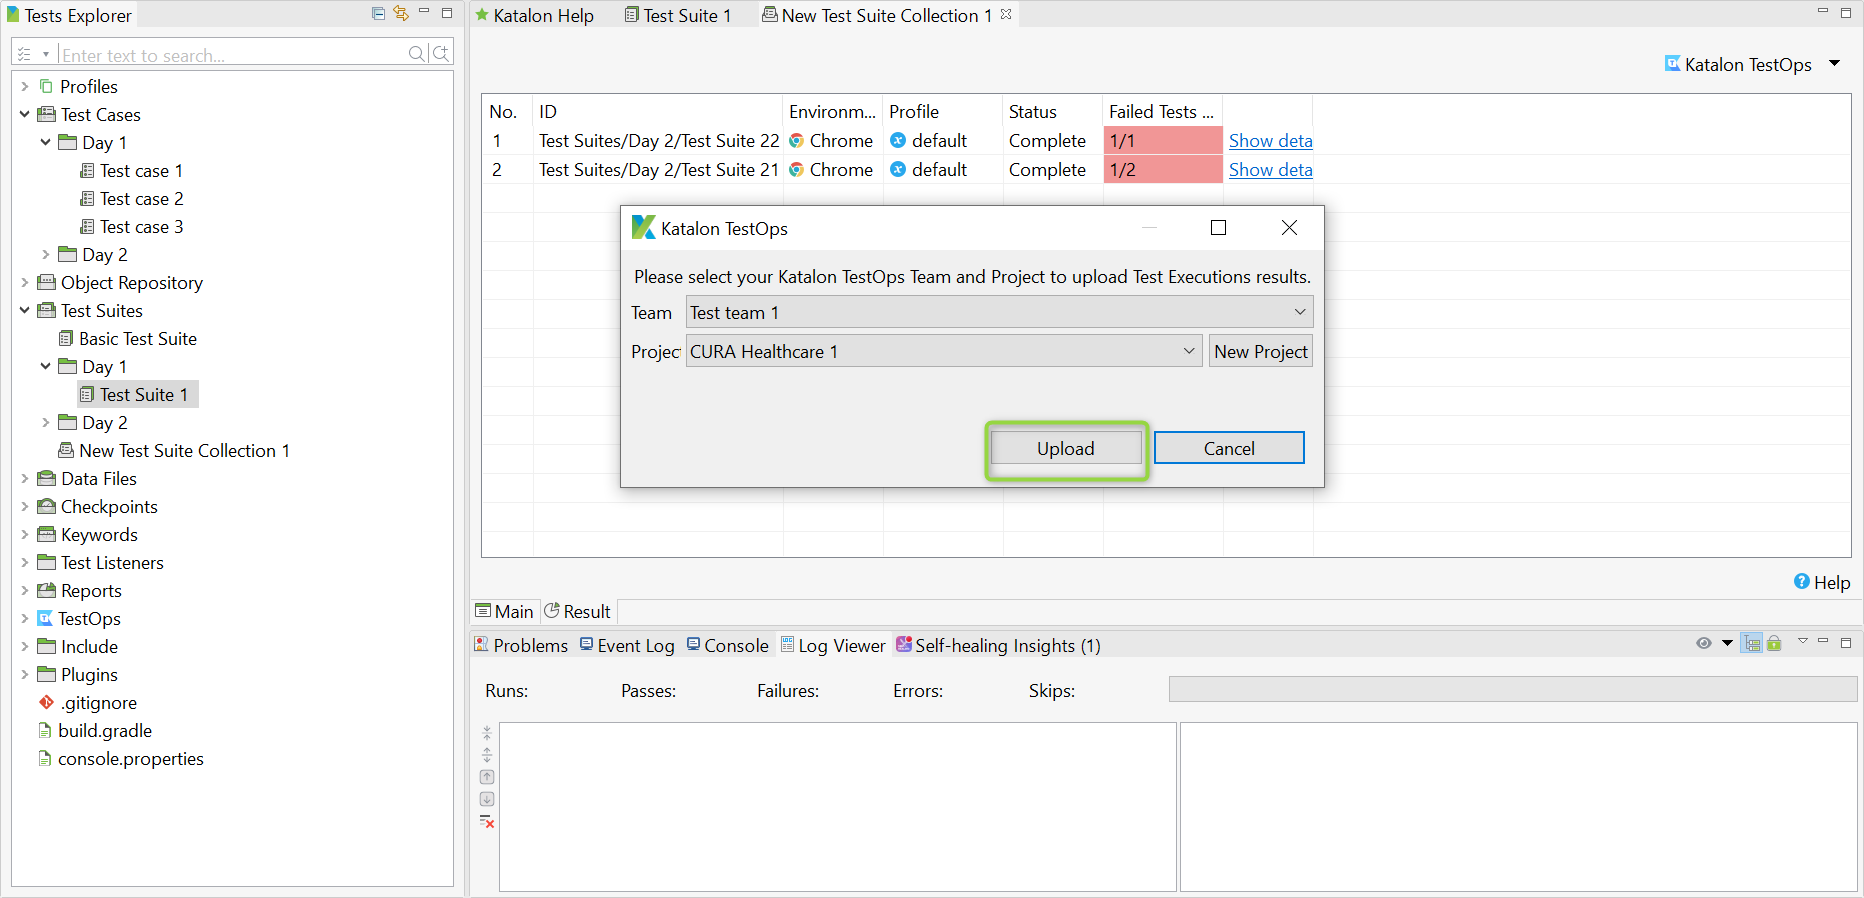 Tests Explorer
Enter text to search...
Profiles
Test Cases
Day 1
Test case 1
Test case 2
Test case 3
Day 2
Object Repository
Test Suites
Basic Test Suite
Day 1
Test Suite 1
Day 2
New Test Suite Collection 1
Data Files
Checkpoints
Keywords
Test Listeners
Reports
TestOps
Include
Plugins
.gitignore
build.gradle
console.properties
Katalon Help Test Suite 1 New Test Suite Collection 1
Katalon TestOps
No. ID Environm... Profile Status Failed Tests ...
1 Test Suites/Day 2/Test Suite 22 Chrome default Complete 1/1 Show deta
2 Test Suites/Day 2/Test Suite 21 Chrome default Complete 1/2 Show deta
Katalon TestOps
Please select your Katalon TestOps Team and Project to upload Test Executions results.
Team Test team 1
Projec CURA Healthcare 1 New Project
Upload Cancel
Help
Main Result
Problems Event Log Console Log Viewer Self-healing Insights (1)
Runs: Passes: Failures: Errors: Skips: